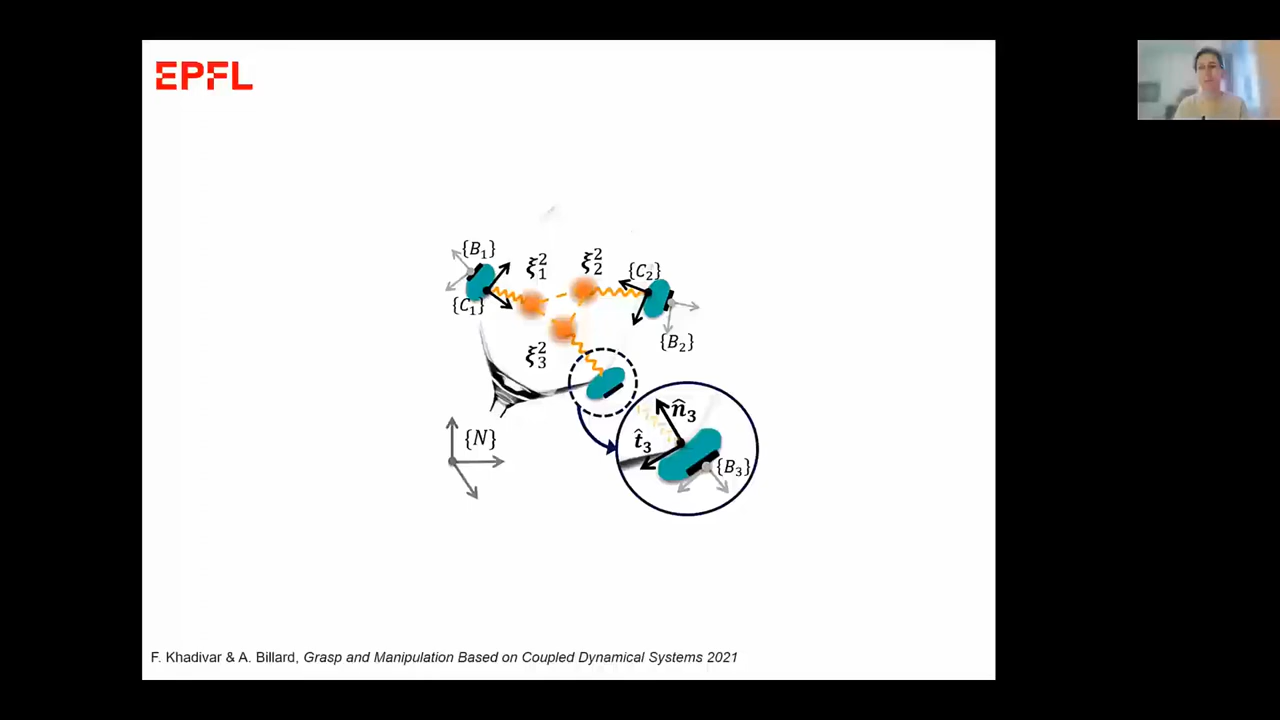 EPFL
{B₁}
ξ₁²
ξ₂²
{C₂}
{C₁}
{B₂}
ξ₃²
n̂₃
t̂₃
{N}
{B₃}
F. Khadivar & A. Billard, Grasp and Manipulation Based on Coupled Dynamical Systems 2021